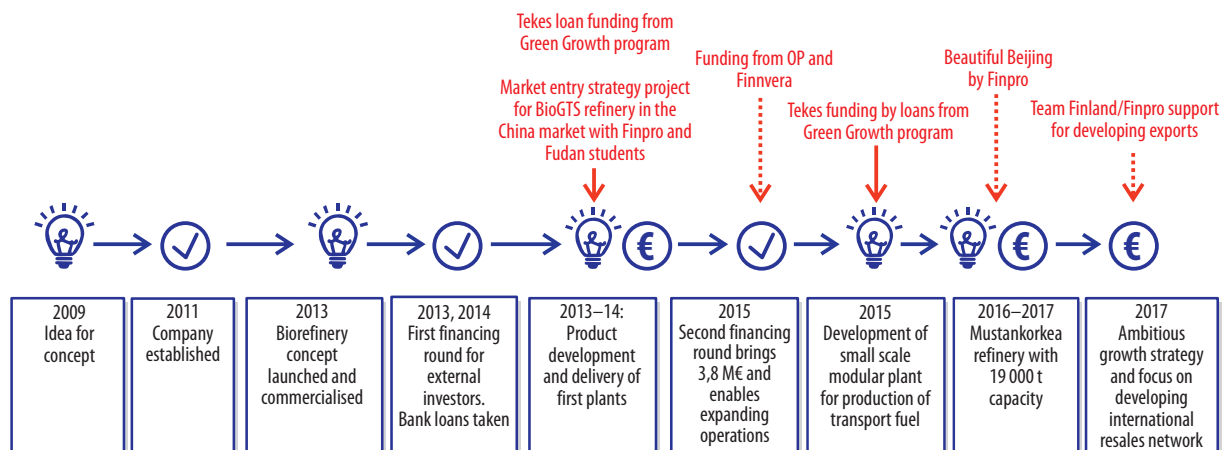 Tekes loan funding from
Green Growth program
Market entry strategy project
for BioGTS refinery in the
China market with Finpro and
Fudan students
Funding from OP and
Finnvera
Tekes funding by loans from
Green Growth program
Beautiful Beijing
by Finpro
Team Finland/Finpro support
for developing exports
€
€
€
2009
Idea for
concept
2011
Company
established
2013
Biorefinery
concept
launched and
commercialised
2013, 2014
First financing
round for
external
investors.
Bank loans taken
2013–14:
Product
development
and delivery of
first plants
2015
Second financing
round brings
3,8 M€ and
enables
expanding
operations
2015
Development of
small scale
modular plant
for production of
transport fuel
2016–2017
Mustankorkea
refinery with
19 000 t
capacity
2017
Ambitious
growth strategy
and focus on
developing
international
resales network